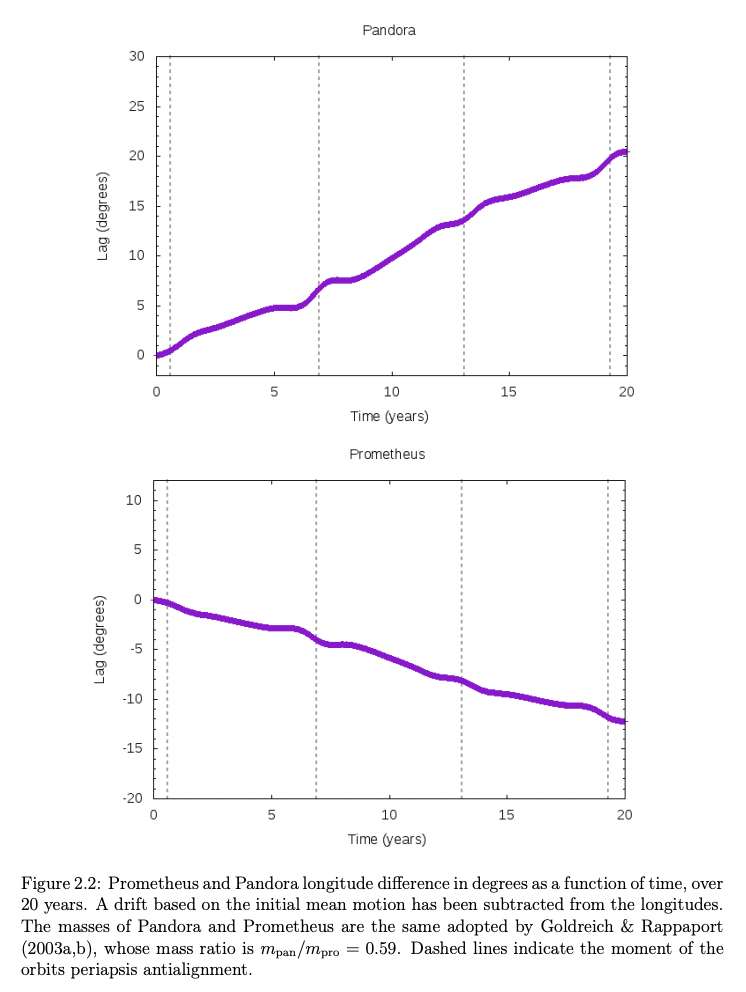 Pandora
30
25
20
15
10
5
0
Lag (degrees)
0 5 10 15 20
Time (years)
Prometheus
10
5
0
-5
-10
-15
-20
Lag (degrees)
0 5 10 15 20
Time (years)
Figure 2.2: Prometheus and Pandora longitude difference in degrees as a function of time, over
20 years. A drift based on the initial mean motion has been subtracted from the longitudes.
The masses of Pandora and Prometheus are the same adopted by Goldreich & Rappaport
(2003a,b), whose mass ratio is m_pan/m_pro = 0.59. Dashed lines indicate the moment of the
orbits periapsis antialignment.